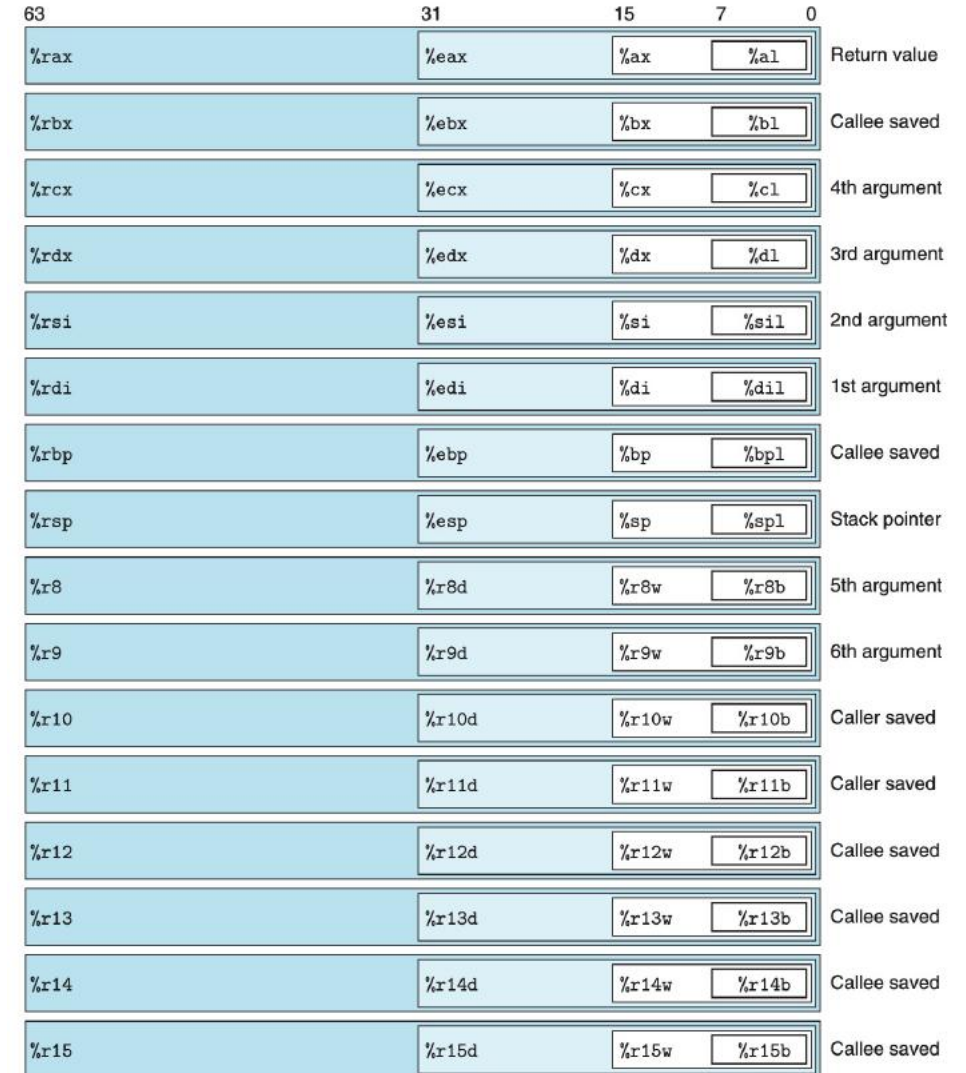 63 31 15 7 0
%rax %eax %ax %al Return value
%rbx %ebx %bx %bl Callee saved
%rcx %ecx %cx %cl 4th argument
%rdx %edx %dx %dl 3rd argument
%rsi %esi %si %sil 2nd argument
%rdi %edi %di %dil 1st argument
%rbp %ebp %bp %bpl Callee saved
%rsp %esp %sp %spl Stack pointer
%r8 %r8d %r8w %r8b 5th argument
%r9 %r9d %r9w %r9b 6th argument
%r10 %r10d %r10w %r10b Caller saved
%r11 %r11d %r11w %r11b Caller saved
%r12 %r12d %r12w %r12b Callee saved
%r13 %r13d %r13w %r13b Callee saved
%r14 %r14d %r14w %r14b Callee saved
%r15 %r15d %r15w %r15b Callee saved